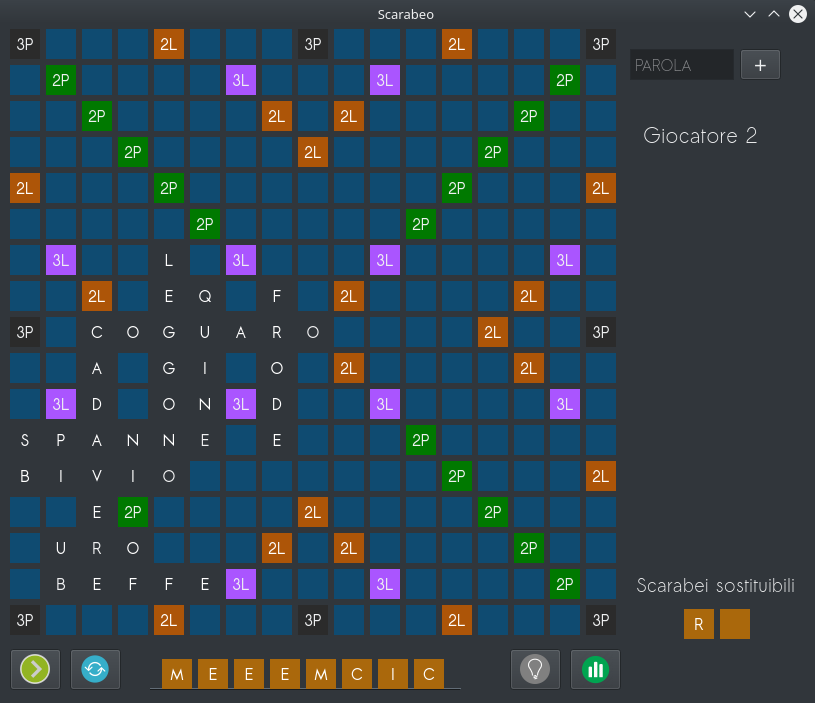 Scarabeo
3P 2L 3P 2L 3P
2P 3L 3L 2P
2P 2L 2L 2P
2P 2L 2P
2L 2P 2P 2L
2P 2P
3L L 3L 3L 3L
2L E Q F 2L 2L
3P C O G U A R O 2L 3P
A G I O 2L 2L
3L D O N 3L D 3L 3L
S P A N N E E 2P
B I V I O 2P 2L
E 2P 2L 2P
U R O 2L 2L 2P
B E F F E 3L 3L 2P
3P 2L 3P 2L 3P
M E E E M C I C
PAROLA +
Giocatore 2
Scarabei sostituibili
R